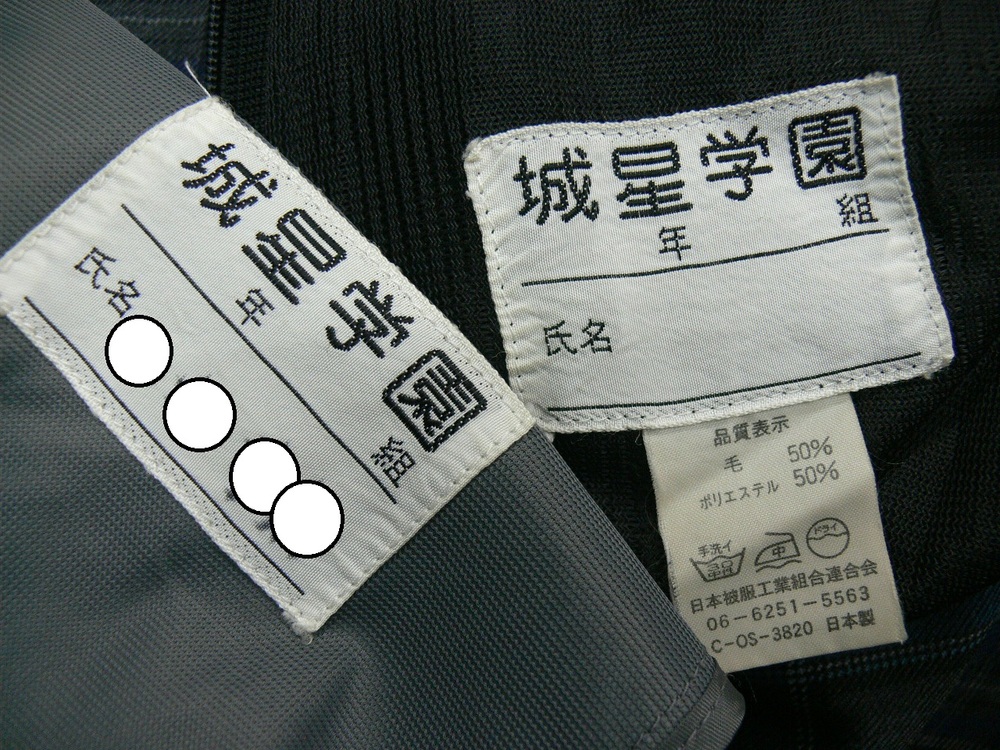 城星学園
年 組
氏名
城星学園
年 組
氏名
品質表示
毛 50%
ポリエステル 50%
手洗イ 中 ドライ
日本被服工業組合連合会
06-6251-5563
C-OS-3820 日本製